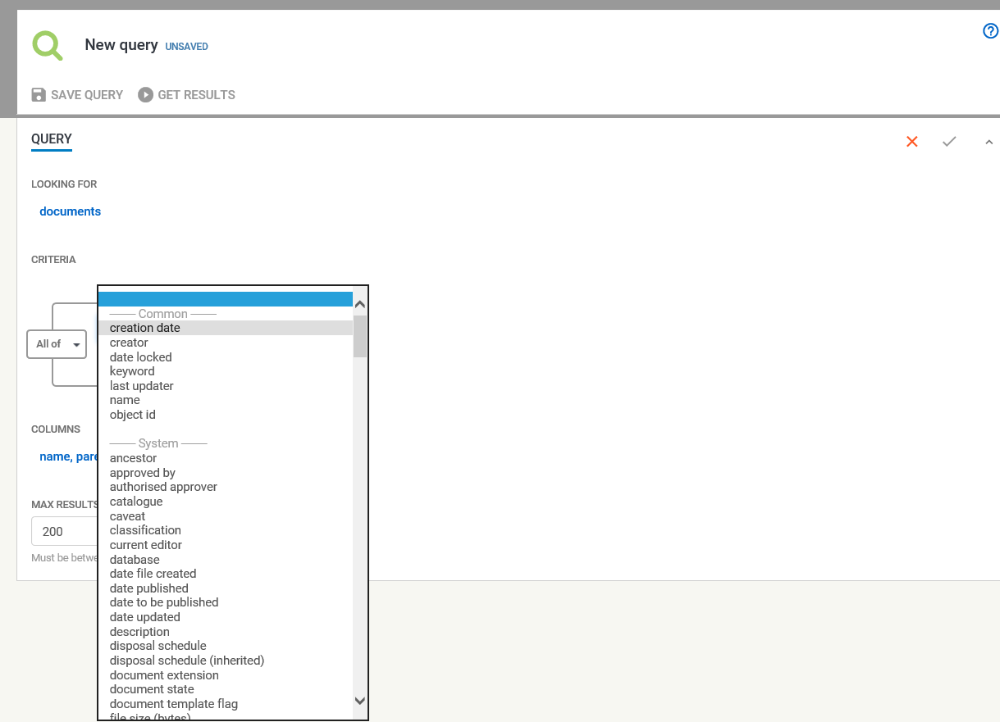 New query UNSAVED
SAVE QUERY GET RESULTS
QUERY
LOOKING FOR
documents
CRITERIA
All of
Common
creation date
creator
date locked
keyword
last updater
name
object id
System
ancestor
approved by
authorised approver
catalogue
caveat
classification
current editor
database
date file created
date published
date to be published
date updated
description
disposal schedule
disposal schedule (inherited)
document extension
document state
document template flag
file size (bytes)
COLUMNS
name, pare
MAX RESULTS
200
Must be betwe